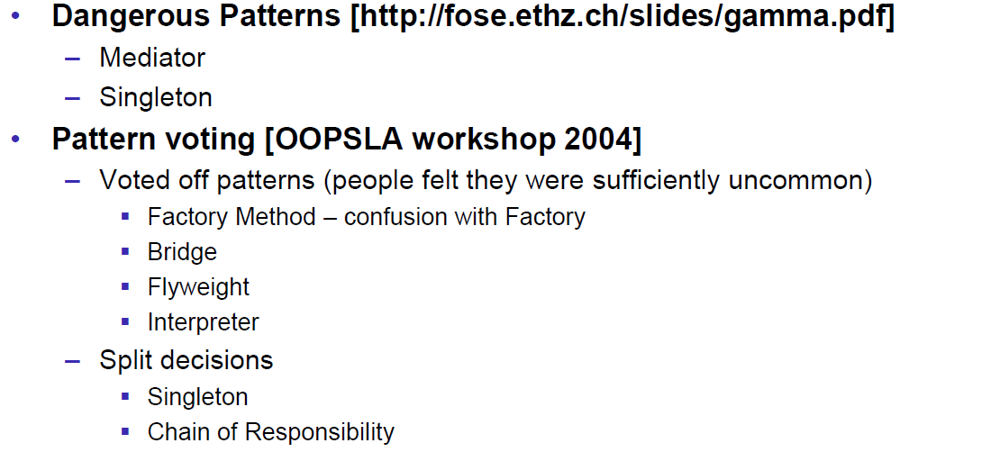 • Dangerous Patterns [http://fose.ethz.ch/slides/gamma.pdf]
– Mediator
– Singleton
• Pattern voting [OOPSLA workshop 2004]
– Voted off patterns (people felt they were sufficiently uncommon)
▪ Factory Method – confusion with Factory
▪ Bridge
▪ Flyweight
▪ Interpreter
– Split decisions
▪ Singleton
▪ Chain of Responsibility